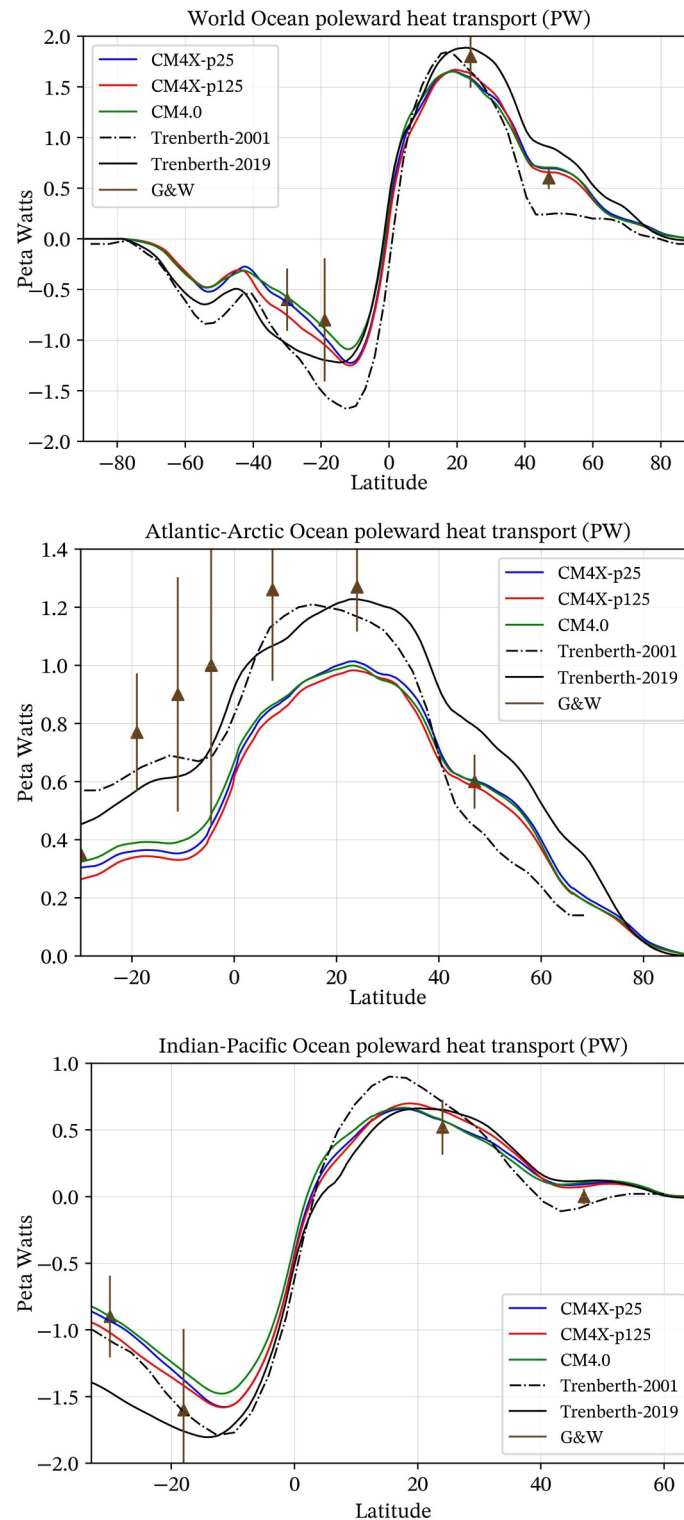 World Ocean poleward heat transport (PW)
2.0
1.5
1.0
0.5
0.0
−0.5
−1.0
−1.5
−2.0
Peta Watts
CM4X-p25
CM4X-p125
CM4.0
Trenberth-2001
Trenberth-2019
G&W
−80 −60 −40 −20 0 20 40 60 80
Latitude
Atlantic-Arctic Ocean poleward heat transport (PW)
1.4
1.2
1.0
0.8
0.6
0.4
0.2
0.0
Peta Watts
CM4X-p25
CM4X-p125
CM4.0
Trenberth-2001
Trenberth-2019
G&W
−20 0 20 40 60 80
Latitude
Indian-Pacific Ocean poleward heat transport (PW)
1.0
0.5
0.0
−0.5
−1.0
−1.5
−2.0
Peta Watts
CM4X-p25
CM4X-p125
CM4.0
Trenberth-2001
Trenberth-2019
G&W
−20 0 20 40 60
Latitude